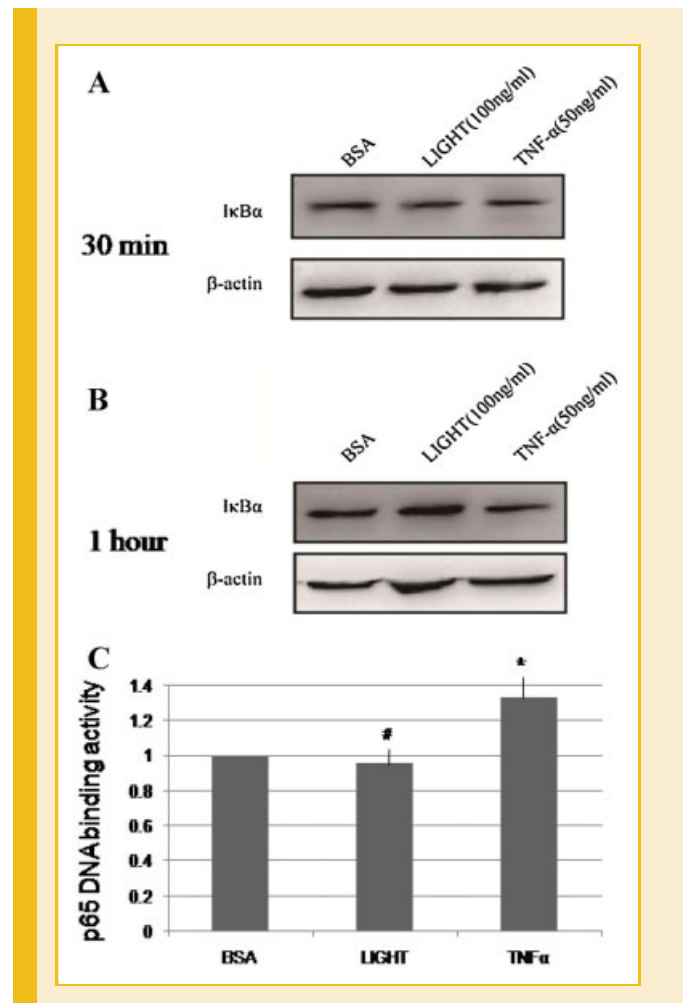 A
BSA
LIGHT(100ng/ml)
TNF-α(50ng/ml)
IκBα
30 min
β-actin
B
BSA
LIGHT(100ng/ml)
TNF-α(50ng/ml)
IκBα
1 hour
β-actin
C
p65 DNA binding activity
1.4
1.2
1
0.8
0.6
0.4
0.2
0
#
*
BSA
LIGHT
TNFα